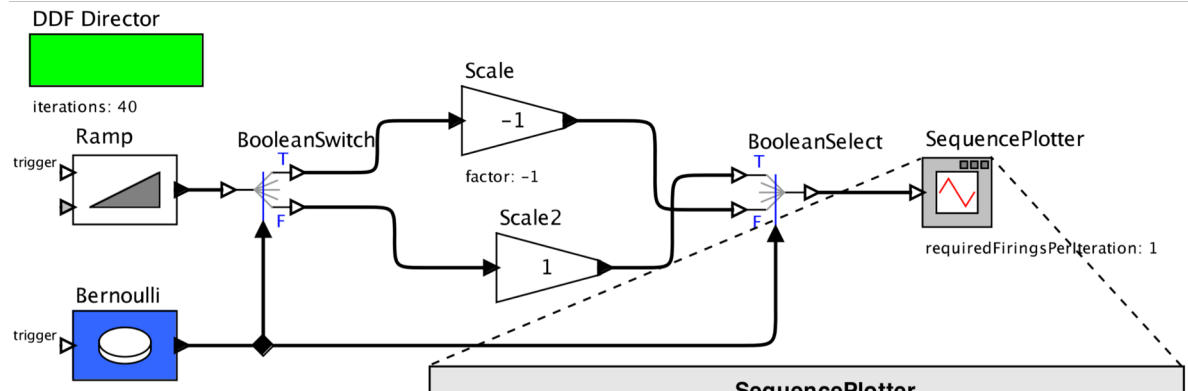 DDF Director
iterations: 40
Ramp
trigger
BooleanSwitch
T
F
Scale
-1
factor: -1
Scale2
1
BooleanSelect
T
F
SequencePlotter
requiredFiringsPerIteration: 1
Bernoulli
trigger
SequencePlotter